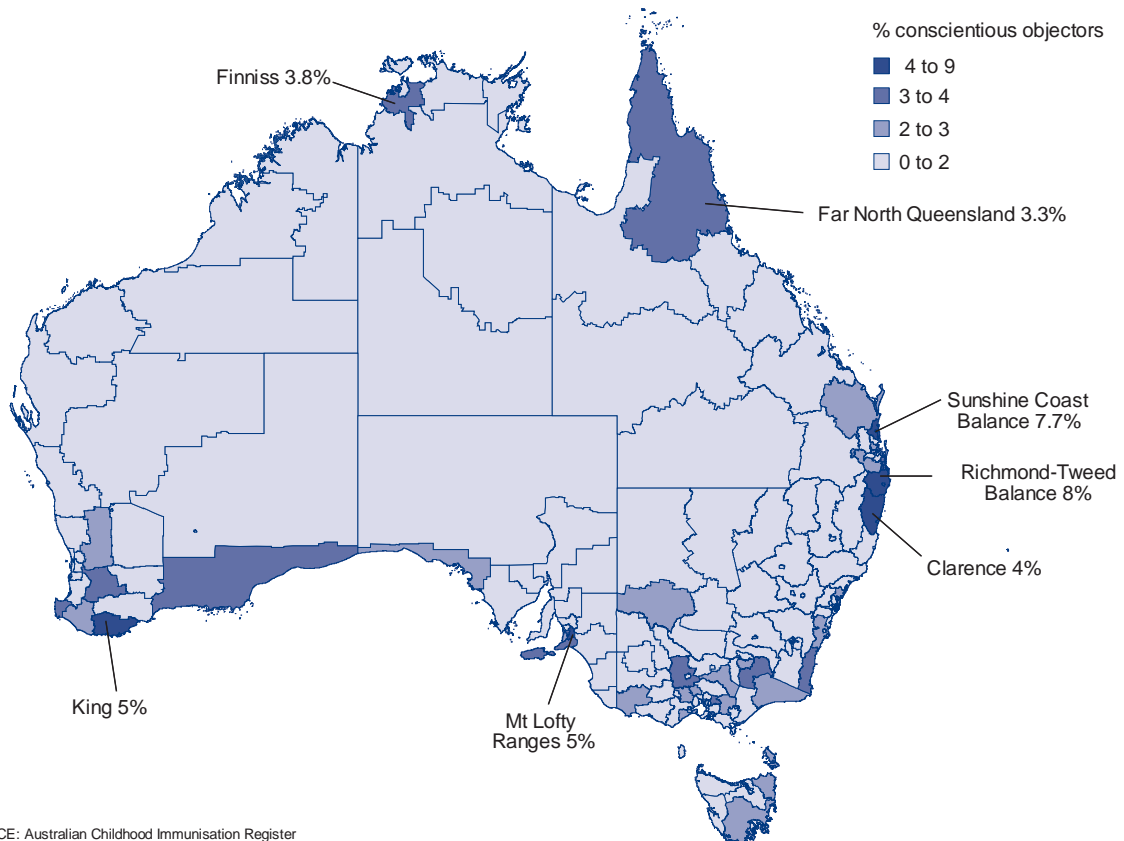 % conscientious objectors
4 to 9
3 to 4
2 to 3
0 to 2
Finniss 3.8%
Far North Queensland 3.3%
Sunshine Coast
Balance 7.7%
Richmond-Tweed
Balance 8%
Clarence 4%
King 5%
Mt Lofty
Ranges 5%
CE: Australian Childhood Immunisation Register